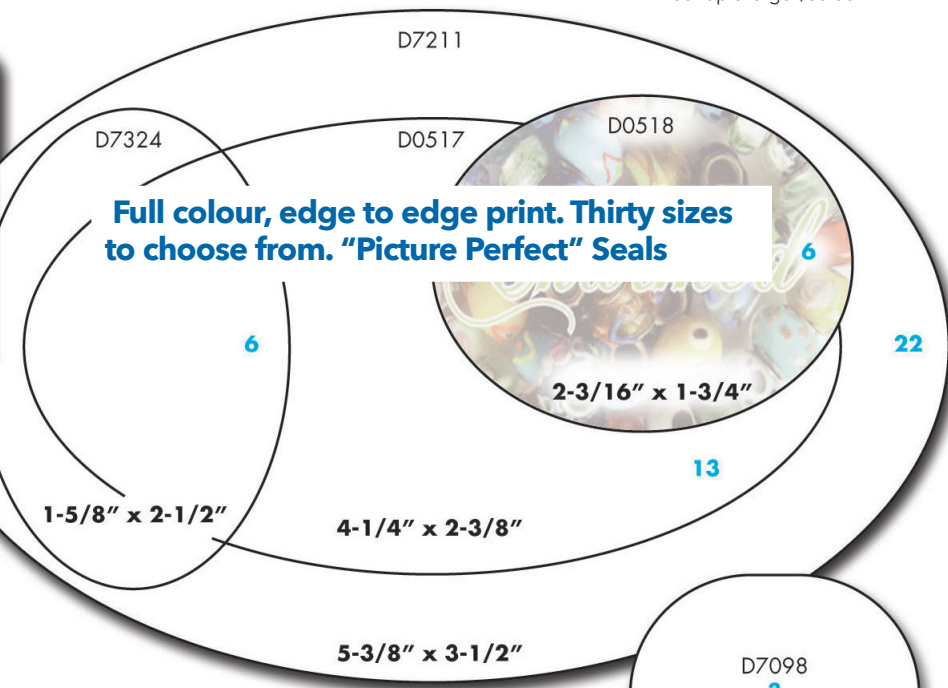 D7211
D7324
D0517
D0518
Full colour, edge to edge print. Thirty sizes
to choose from. “Picture Perfect” Seals
6
6
22
2-3/16” x 1-3/4”
13
1-5/8” x 2-1/2”
4-1/4” x 2-3/8”
5-3/8” x 3-1/2”
D7098